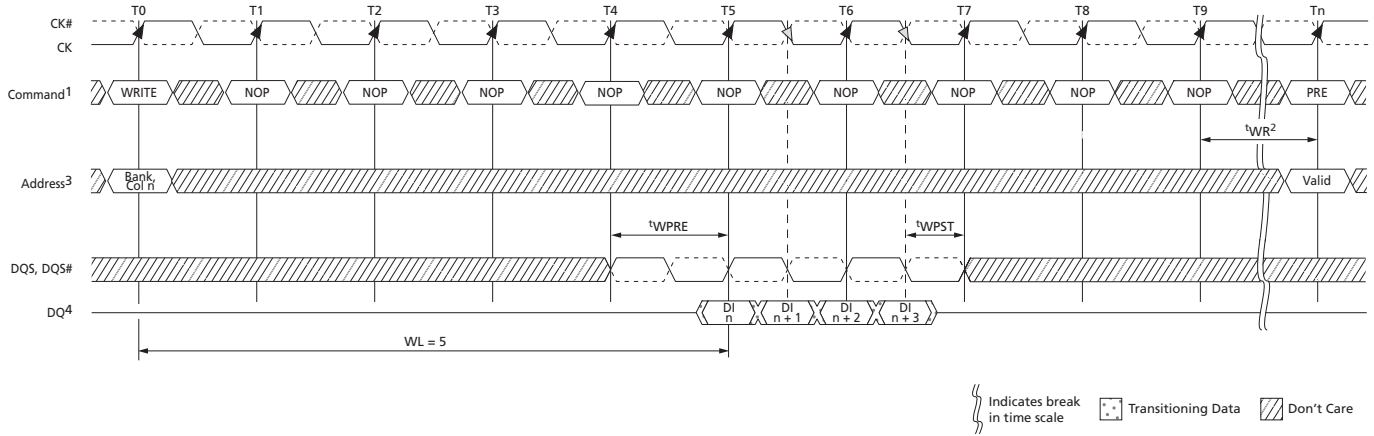 T0 T1 T2 T3 T4 T5 T6 T7 T8 T9 Tn
CK#
CK
Command1 WRITE NOP NOP NOP NOP NOP NOP NOP NOP NOP PRE
tWR2
Address3 Bank, Col n Valid
tWPRE tWPST
DQS, DQS#
DQ4 DI n DI n + 1 DI n + 2 DI n + 3
WL = 5
Indicates break
in time scale
Transitioning Data
Don't Care